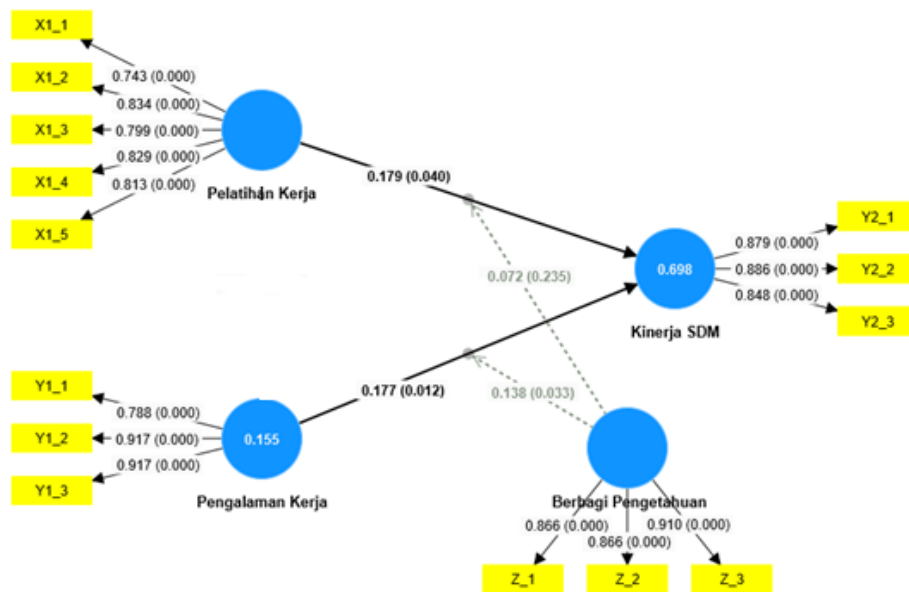 X1_1
X1_2
X1_3
X1_4
X1_5
0.743 (0.000)
0.834 (0.000)
0.799 (0.000)
0.829 (0.000)
0.813 (0.000)
Pelatihan Kerja
0.179 (0.040)
0.072 (0.235)
0.698
Kinerja SDM
0.879 (0.000)
0.886 (0.000)
0.848 (0.000)
Y2_1
Y2_2
Y2_3
Y1_1
Y1_2
Y1_3
0.788 (0.000)
0.917 (0.000)
0.917 (0.000)
0.155
Pengalaman Kerja
0.177 (0.012)
0.138 (0.033)
Berbagi Pengetahuan
0.866 (0.000)
0.866 (0.000)
0.910 (0.000)
Z_1
Z_2
Z_3